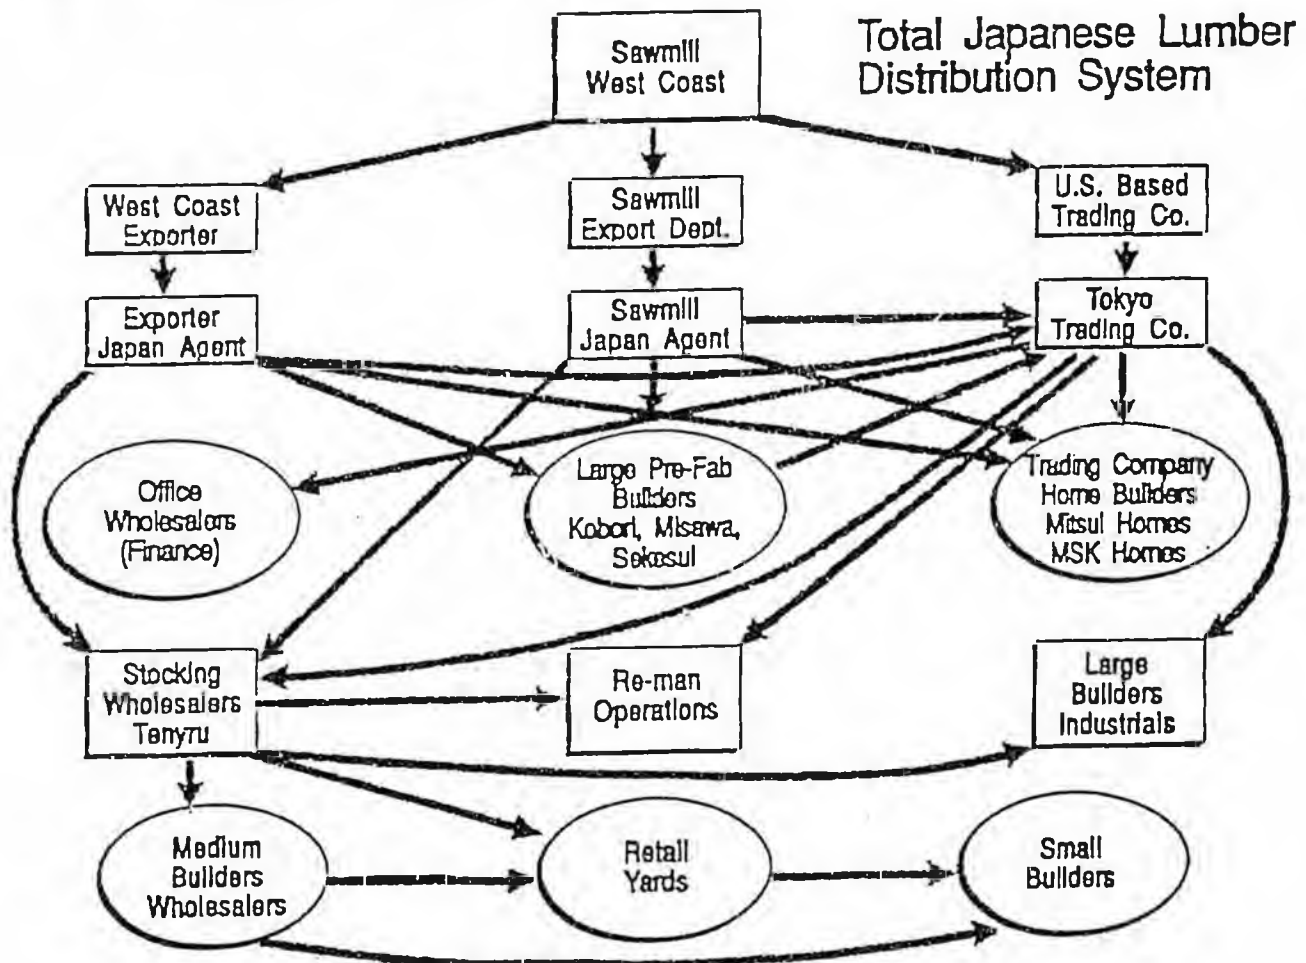 Total Japanese Lumber
Distribution System
Sawmill
West Coast
West Coast
Exporter
Sawmill
Export Dept.
U.S. Based
Trading Co.
Exporter
Japan Agent
Sawmill
Japan Agent
Tokyo
Trading Co.
Office
Wholesalers
(Finance)
Large Pre-Fab
Builders
Kobori, Misawa,
Sekesui
Trading Company
Home Builders
Mitsui Homes
MSK Homes
Stocking
Wholesalers
Tenyru
Re-man
Operations
Large
Builders
Industrials
Medium
Builders
Wholesalers
Retail
Yards
Small
Builders